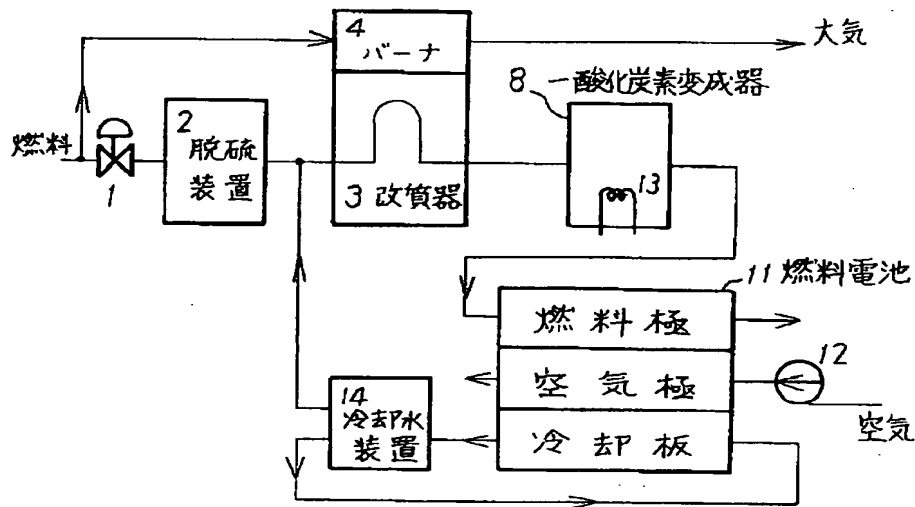 4
バーナ
大気
8 一酸化炭素変成器
燃料
1
2
脱硫
装置
3 改質器
13
11 燃料電池
燃料極
空気極
冷却板
12
空気
14
冷却水
装置